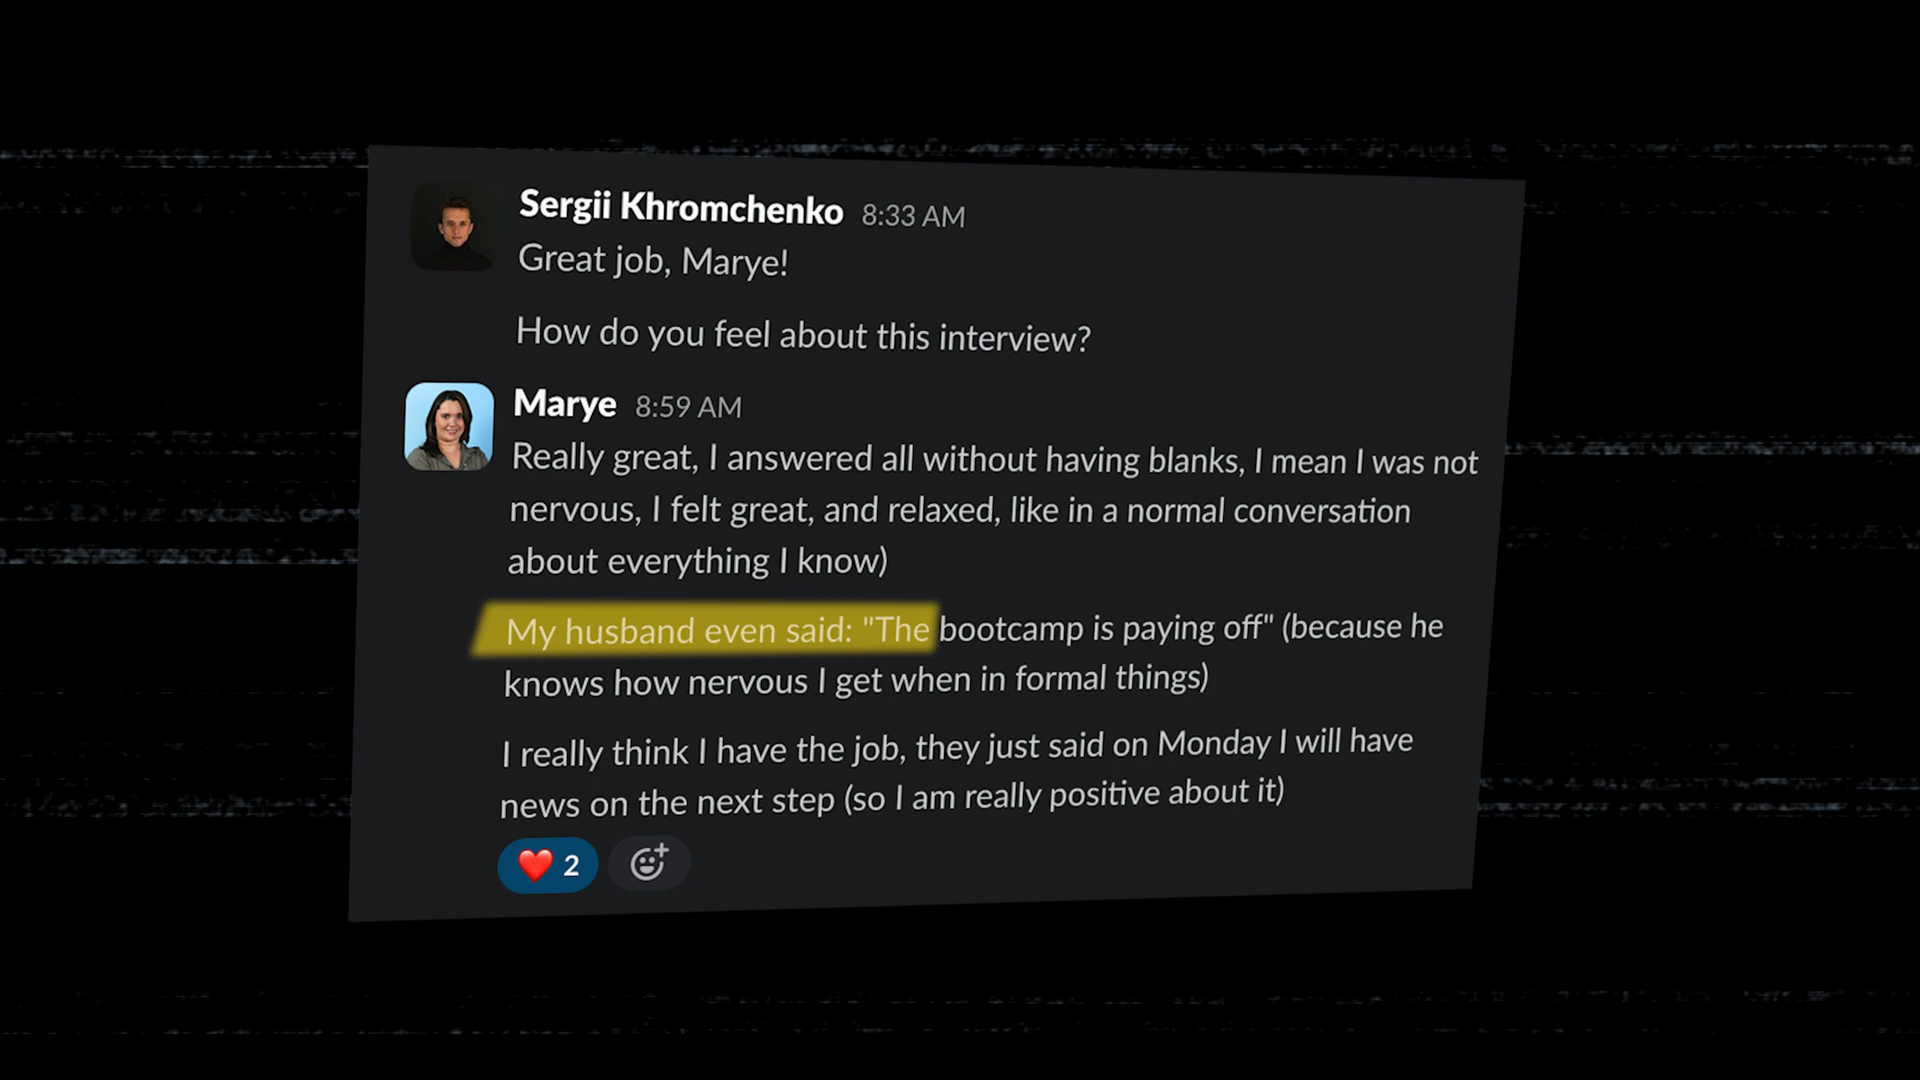 Sergii Khromchenko 8:33 AM
Great job, Marye!
How do you feel about this interview?
Marye 8:59 AM
Really great, I answered all without having blanks, I mean I was not
nervous, I felt great, and relaxed, like in a normal conversation
about everything I know)
My husband even said: "The bootcamp is paying off" (because he
knows how nervous I get when in formal things)
I really think I have the job, they just said on Monday I will have
news on the next step (so I am really positive about it)
2